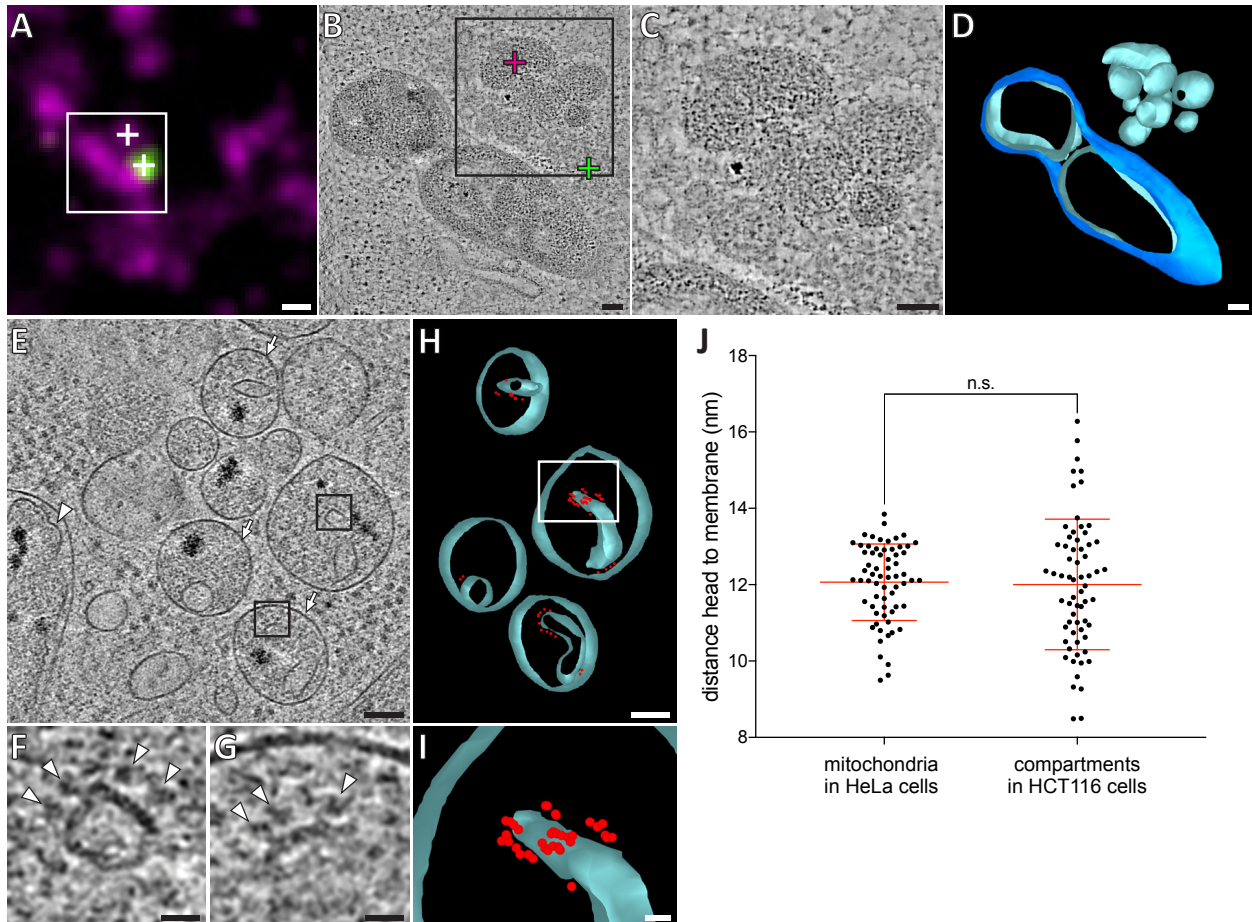 A
B
C
D
E
H
J
18
n.s.
16
distance head to membrane (nm)
14
12
10
8
mitochondria
in HeLa cells
compartments
in HCT116 cells
F
G
I